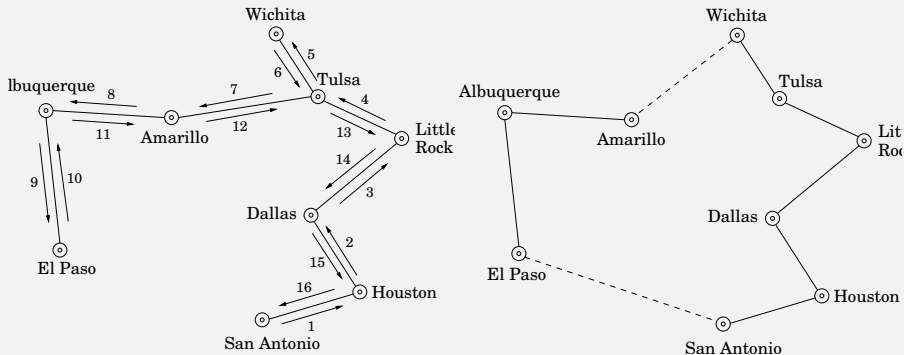 Wichita
5
6
lbuquerque
8
7
Tulsa
4
11
12
13
Amarillo
Little
Rock
14
9
10
3
Dallas
2
15
El Paso
16
Houston
1
San Antonio
Wichita
Albuquerque
Tulsa
Amarillo
Lit
Roc
Dallas
El Paso
Houston
San Antonio